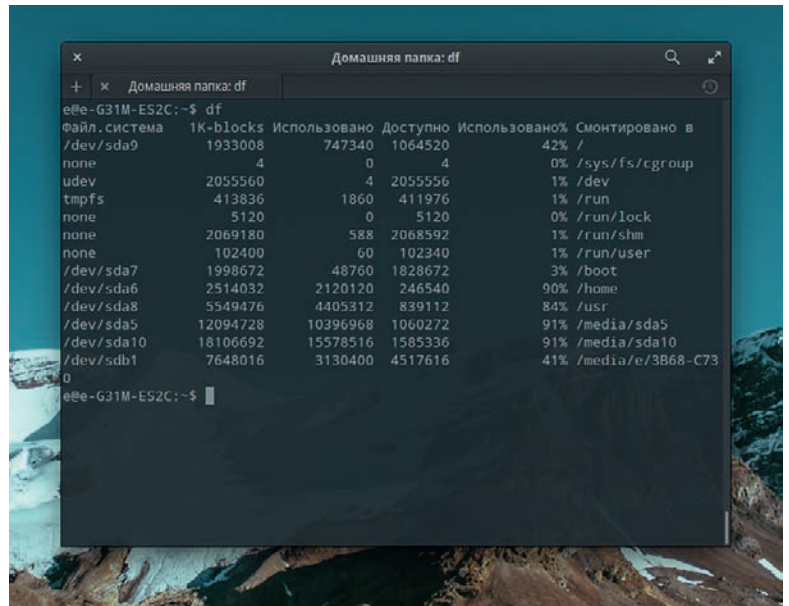 Домашняя папка: df
Домашняя папка: df
e@e-G31M-ES2C:~$ df
Файл.система 1K-blocks Использовано Доступно Использовано% Cмонтировано в
/dev/sda9 1933008 747340 1064520 42% /
none 4 0 4 0% /sys/fs/cgroup
udev 2055560 4 2055556 1% /dev
tmpfs 413836 1860 411976 1% /run
none 5120 0 5120 0% /run/lock
none 2069180 588 2068592 1% /run/shm
none 102400 60 102340 1% /run/user
/dev/sda7 1998672 48760 1828672 3% /boot
/dev/sda6 2514032 2120120 246540 90% /home
/dev/sda8 5549476 4405312 839112 84% /usr
/dev/sda5 12094728 10396968 1060272 91% /media/sda5
/dev/sda10 18106692 15578516 1585336 91% /media/sda10
/dev/sdb1 7648016 3130400 4517616 41% /media/e/3B68-C73
0
e@e-G31M-ES2C:~$